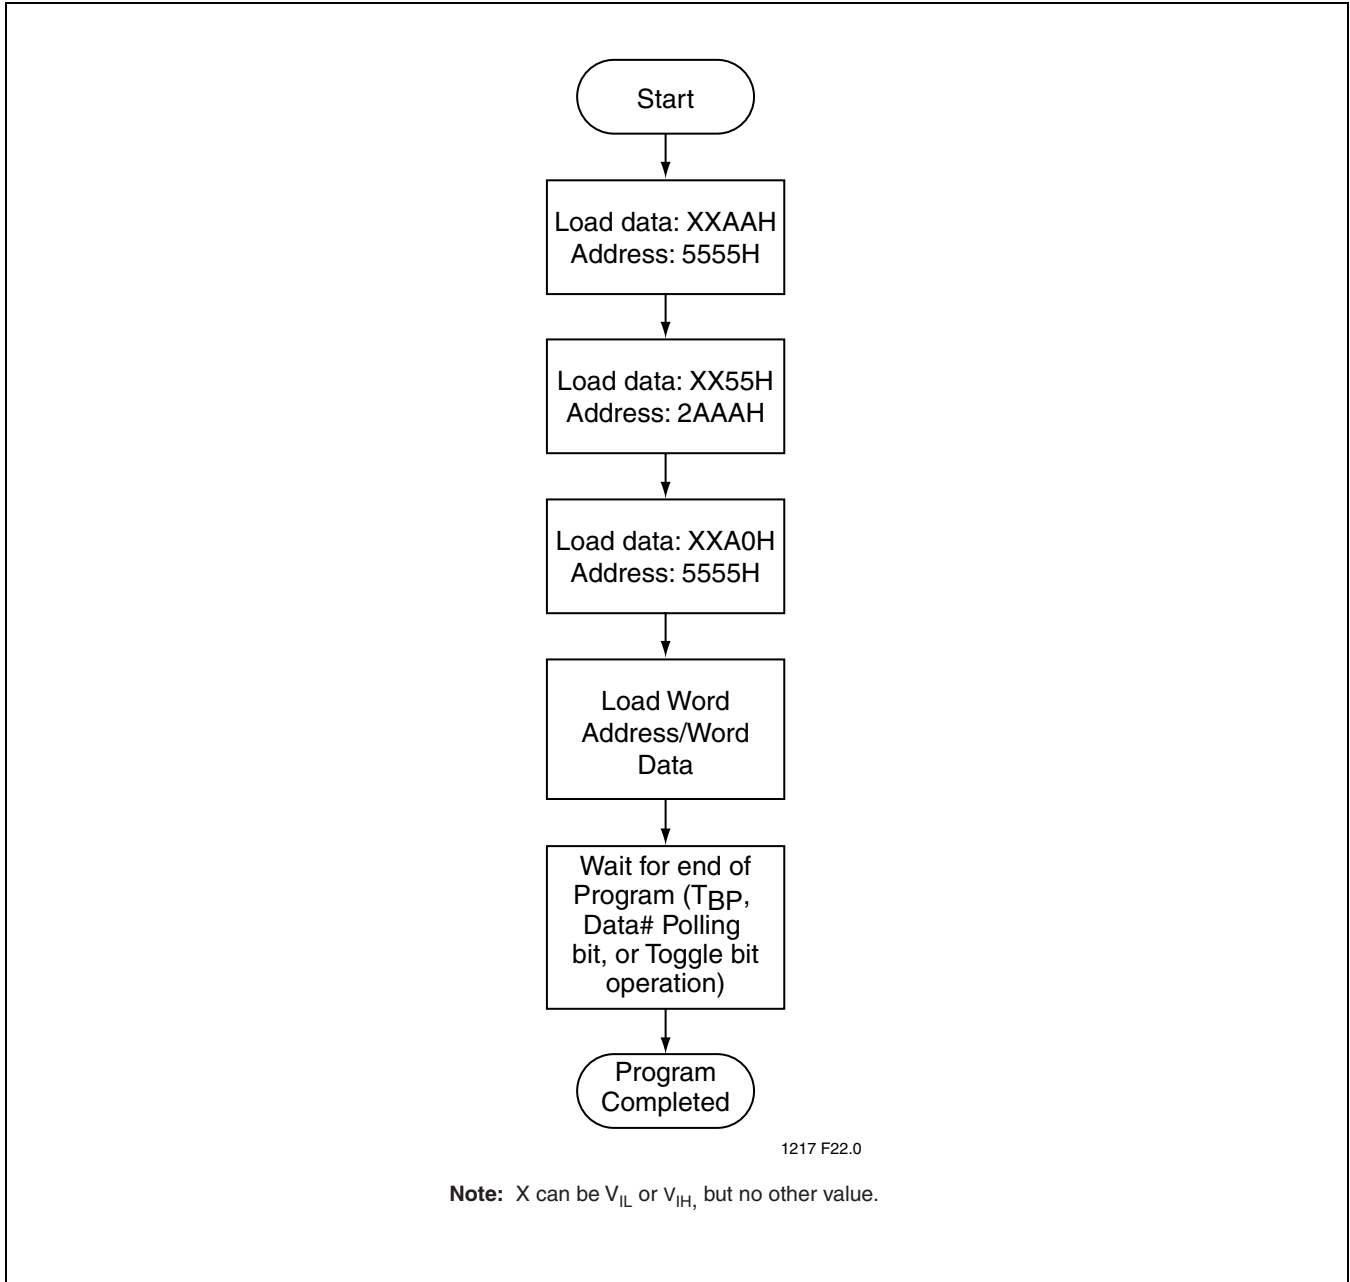 Start
Load data: XXAAH
Address: 5555H
Load data: XX55H
Address: 2AAAH
Load data: XXA0H
Address: 5555H
Load Word
Address/Word
Data
Wait for end of
Program (TBP,
Data# Polling
bit, or Toggle bit
operation)
Program
Completed
1217 F22.0
Note: X can be VIL or VIH, but no other value.